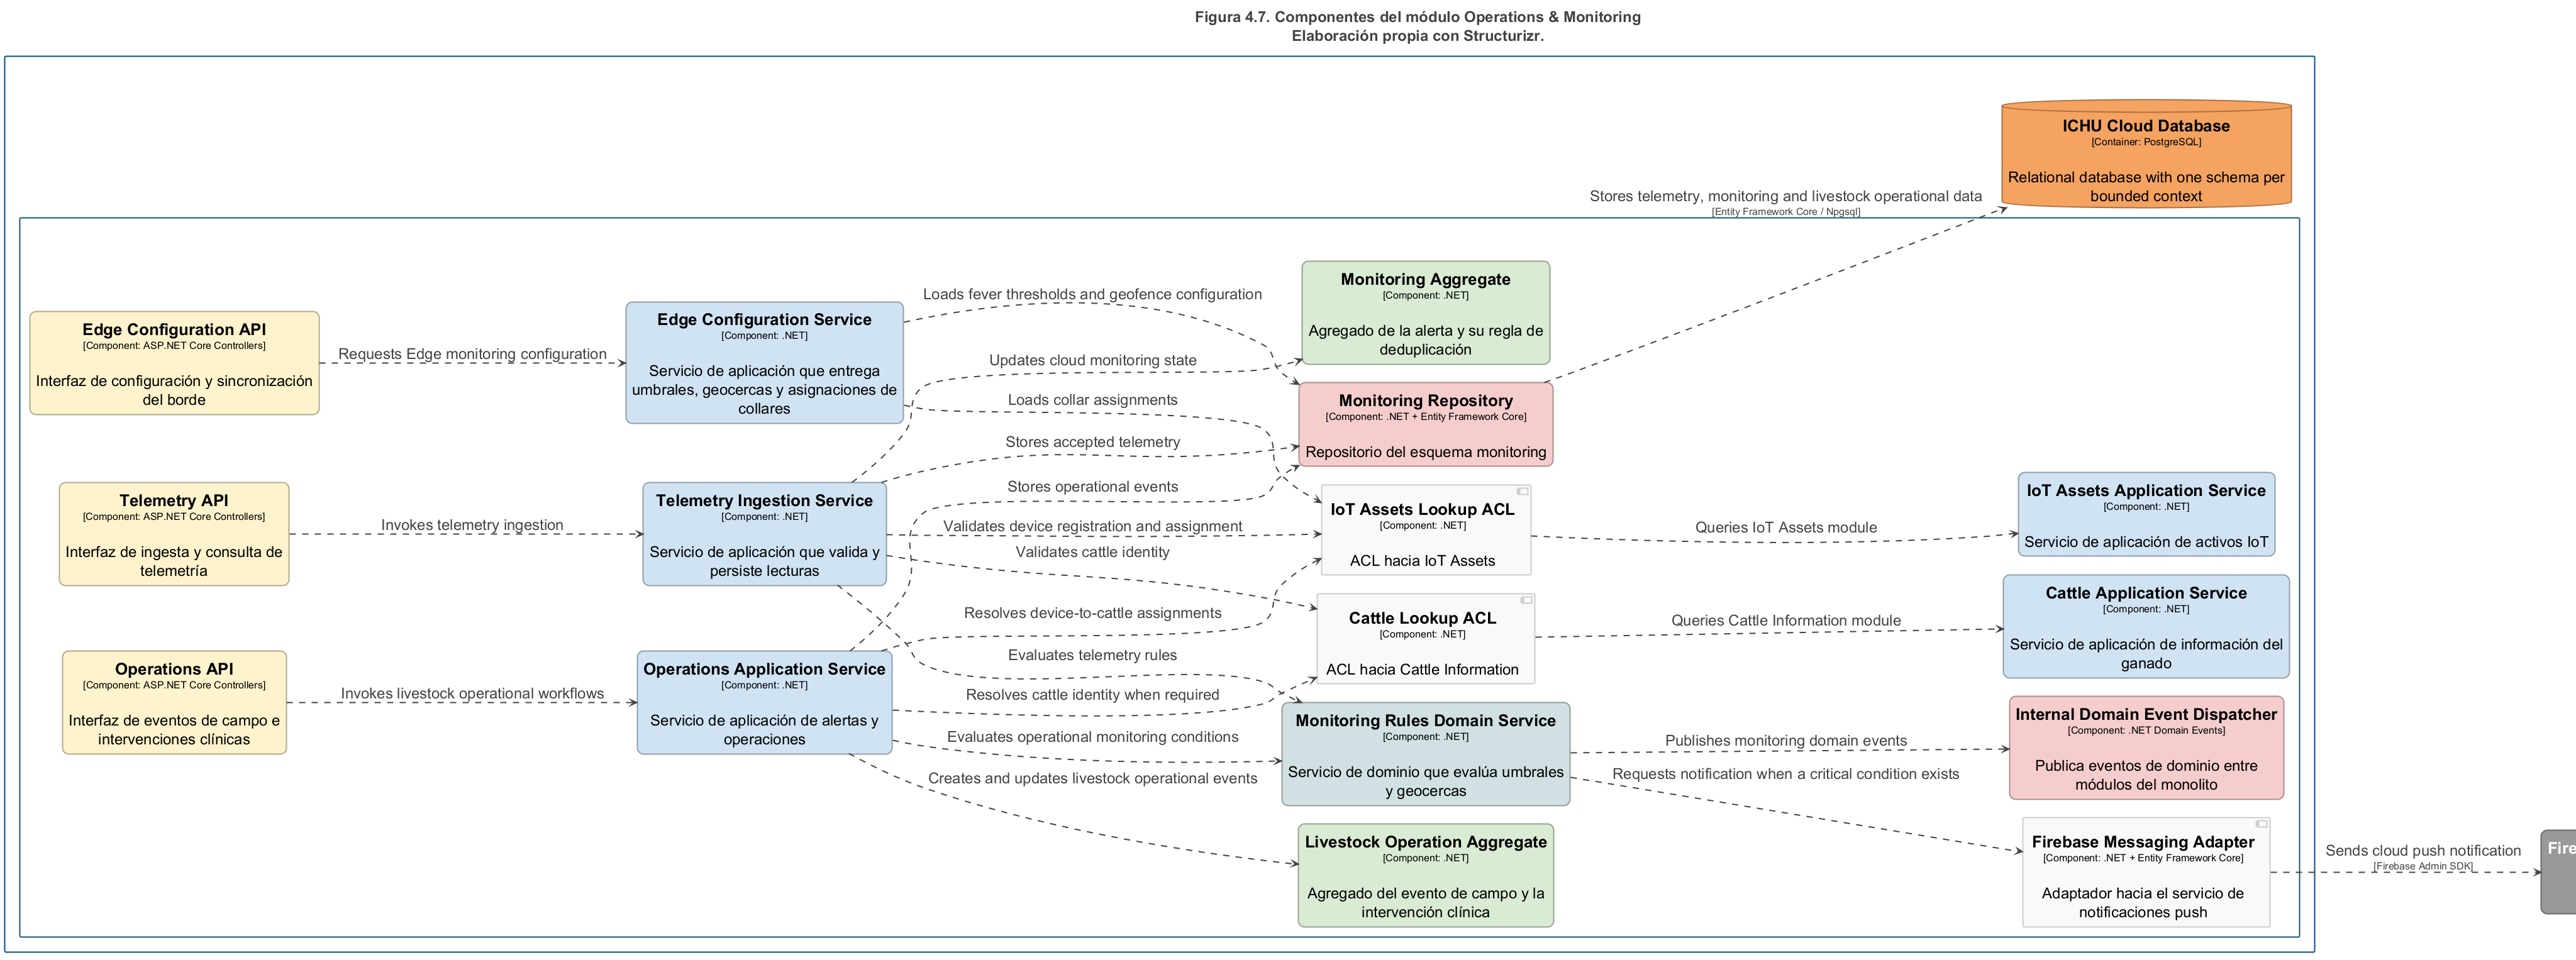 Figura 4.7. Componentes del módulo Operations & Monitoring
Elaboración propia con Structurizr.
ICHU Cloud Database
[Container: PostgreSQL]
Relational database with one schema per
bounded context
Stores telemetry, monitoring and livestock operational data
[Entity Framework Core / Npgsql]
Edge Configuration API
[Component: ASP.NET Core Controllers]
Interfaz de configuración y sincronización
del borde
Requests Edge monitoring configuration
Edge Configuration Service
[Component: .NET]
Servicio de aplicación que entrega
umbrales, geocercas y asignaciones de
collares
Loads fever thresholds and geofence configuration
Updates cloud monitoring state
Loads collar assignments
Stores accepted telemetry
Stores operational events
Monitoring Aggregate
[Component: .NET]
Agregado de la alerta y su regla de
deduplicación
Monitoring Repository
[Component: .NET + Entity Framework Core]
Repositorio del esquema monitoring
Telemetry API
[Component: ASP.NET Core Controllers]
Interfaz de ingesta y consulta de
telemetría
Invokes telemetry ingestion
Telemetry Ingestion Service
[Component: .NET]
Servicio de aplicación que valida y
persiste lecturas
Validates device registration and assignment
Validates cattle identity
IoT Assets Lookup ACL
[Component: .NET]
ACL hacia IoT Assets
Queries IoT Assets module
IoT Assets Application Service
[Component: .NET]
Servicio de aplicación de activos IoT
Resolves device-to-cattle assignments
Evaluates telemetry rules
Cattle Lookup ACL
[Component: .NET]
ACL hacia Cattle Information
Queries Cattle Information module
Cattle Application Service
[Component: .NET]
Servicio de aplicación de información del
ganado
Operations API
[Component: ASP.NET Core Controllers]
Interfaz de eventos de campo e
intervenciones clínicas
Invokes livestock operational workflows
Operations Application Service
[Component: .NET]
Servicio de aplicación de alertas y
operaciones
Resolves cattle identity when required
Evaluates operational monitoring conditions
Creates and updates livestock operational events
Monitoring Rules Domain Service
[Component: .NET]
Servicio de dominio que evalúa umbrales
y geocercas
Publishes monitoring domain events
Requests notification when a critical condition exists
Internal Domain Event Dispatcher
[Component: .NET Domain Events]
Publica eventos de dominio entre
módulos del monolito
Livestock Operation Aggregate
[Component: .NET]
Agregado del evento de campo y la
intervención clínica
Firebase Messaging Adapter
[Component: .NET + Entity Framework Core]
Adaptador hacia el servicio de
notificaciones push
Sends cloud push notification
[Firebase Admin SDK]
Fire